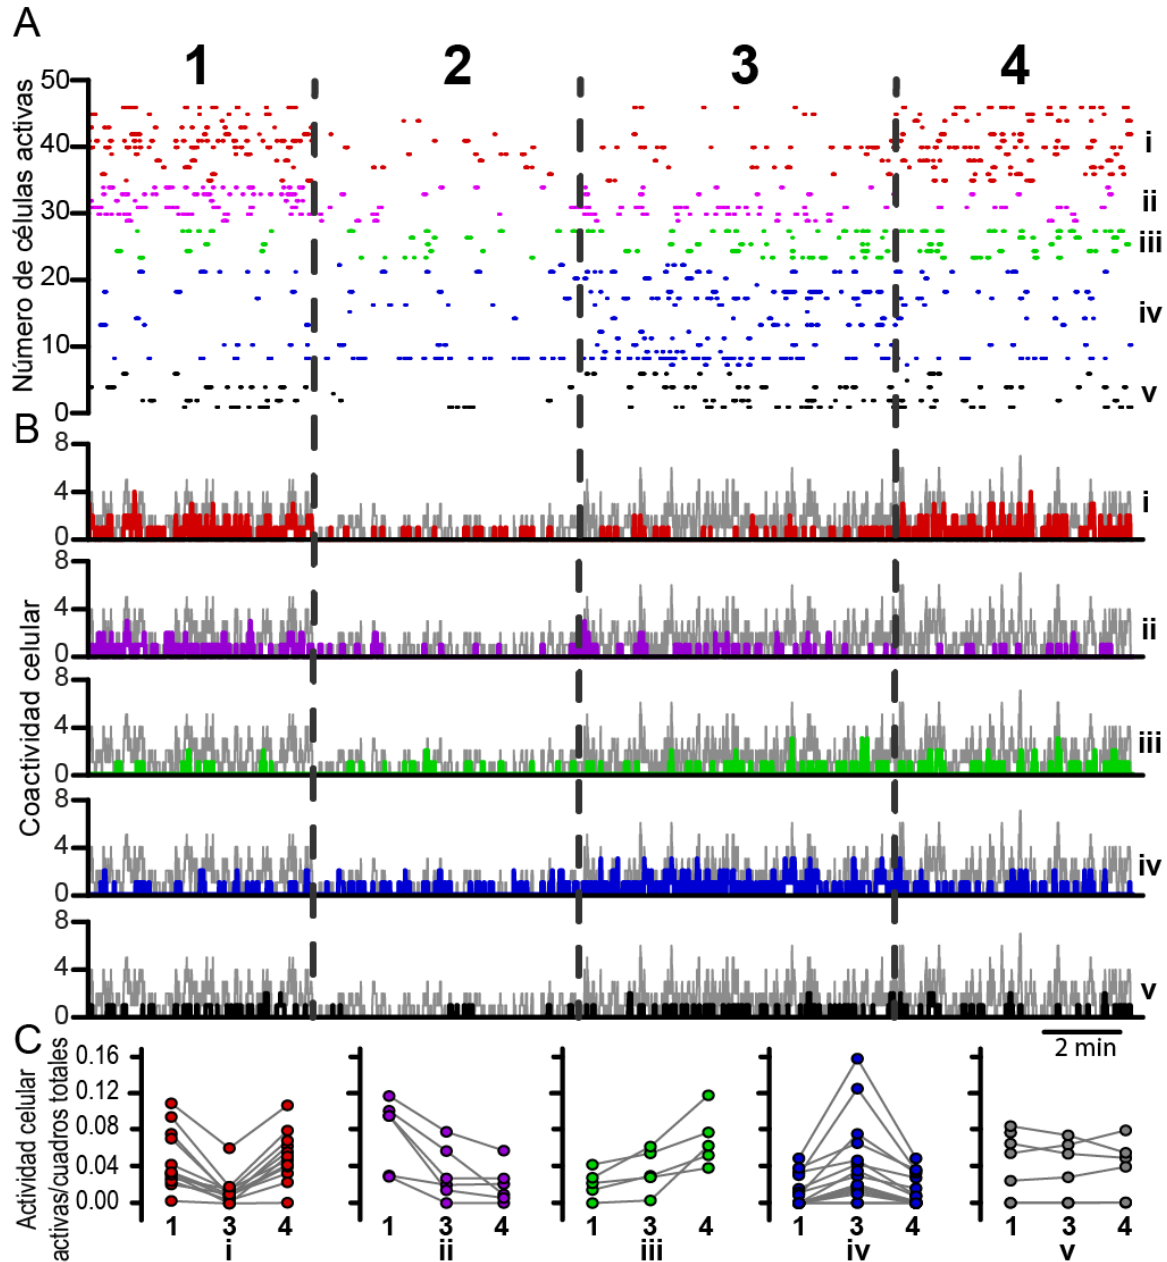 A
1 2 3 4
Número de células activas
50
40
30
20
10
0
i
ii
iii
iv
v
B
Coactividad celular
8
4
0
i
8
4
0
ii
8
4
0
iii
8
4
0
iv
8
4
0
v
2 min
C
Actividad celular
activas/cuadros totales
0.16
0.12
0.08
0.04
0.00
1 3 4
i
1 3 4
ii
1 3 4
iii
1 3 4
iv
1 3 4
v